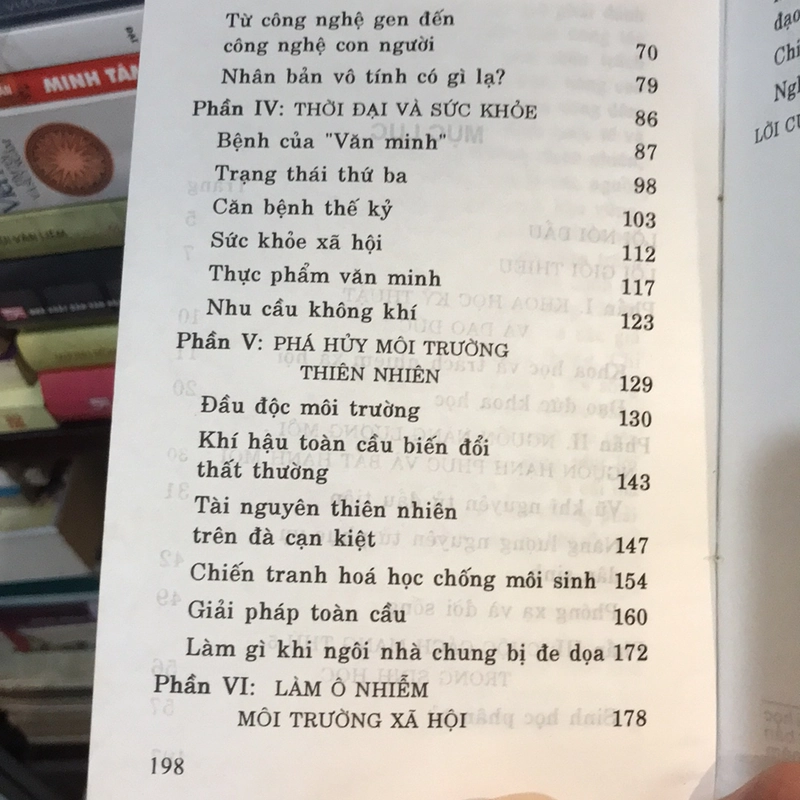 Từ công nghệ gen đến
công nghệ con người 70
Nhân bản vô tính có gì lạ? 79
Phần IV: THỜI ĐẠI VÀ SỨC KHỎE 86
Bệnh của "Văn minh" 87
Trạng thái thứ ba 98
Căn bệnh thế kỷ 103
Sức khỏe xã hội 112
Thực phẩm văn minh 117
Nhu cầu không khí 123
Phần V: PHÁ HỦY MÔI TRƯỜNG
THIÊN NHIÊN 129
Đầu độc môi trường 130
Khí hậu toàn cầu biến đổi
thất thường 143
Tài nguyên thiên nhiên
trên đà cạn kiệt 147
Chiến tranh hoá học chống môi sinh 154
Giải pháp toàn cầu 160
Làm gì khi ngôi nhà chung bị đe dọa 172
Phần VI: LÀM Ô NHIỄM
MÔI TRƯỜNG XÃ HỘI 178
198
MINH
đạo
Chi
Ngh
LỜI